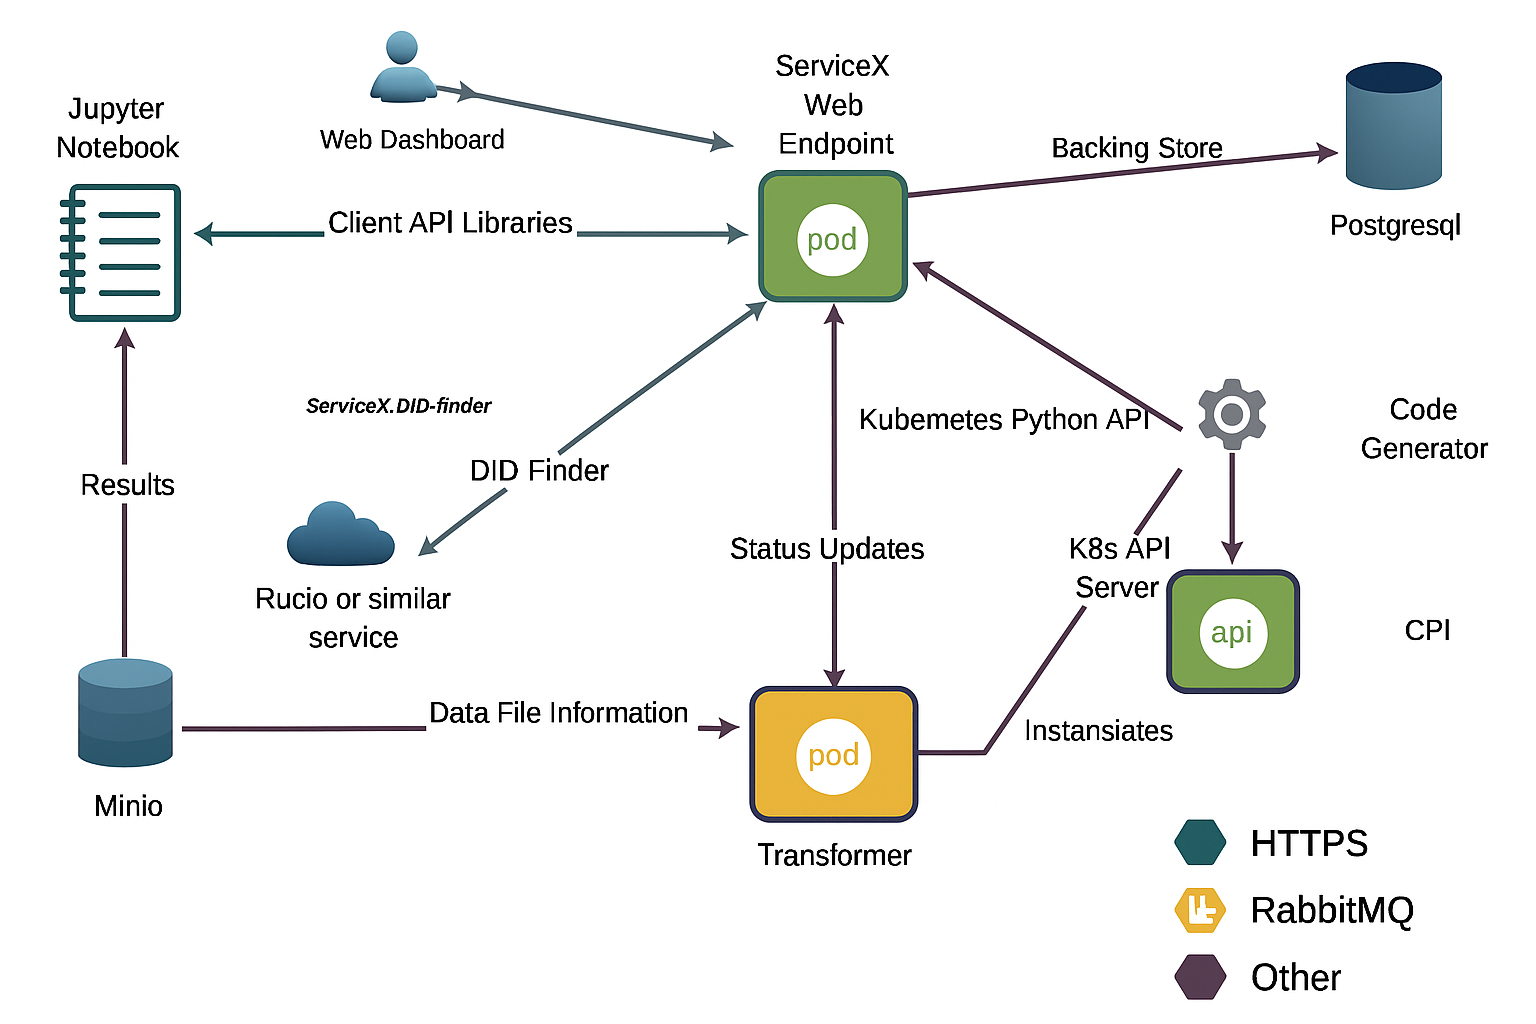 ServiceX
Web
Endpoint
Jupyter
Notebook
Web Dashboard
Backing Store
Postgresql
Client API Libraries
pod
ServiceX.DID-finder
Kubemetes Python API
Code
Generator
DID Finder
Results
Status Updates
K8s API
Server
Rucio or similar
service
api
CPI
Data File Information
Instansiates
pod
Minio
Transformer
HTTPS
RabbitMQ
Other